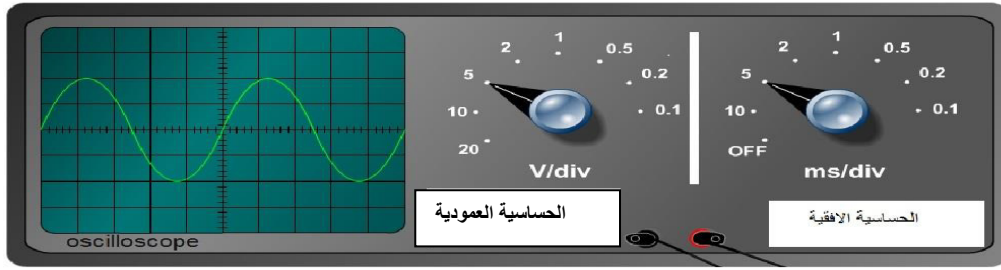 2 1 0.5
5 0.2
10 0.1
20
V/div
2 1 0.5
5 0.2
10 0.1
OFF
ms/div
الحساسية العمودية
الحساسية الافقية
oscilloscope